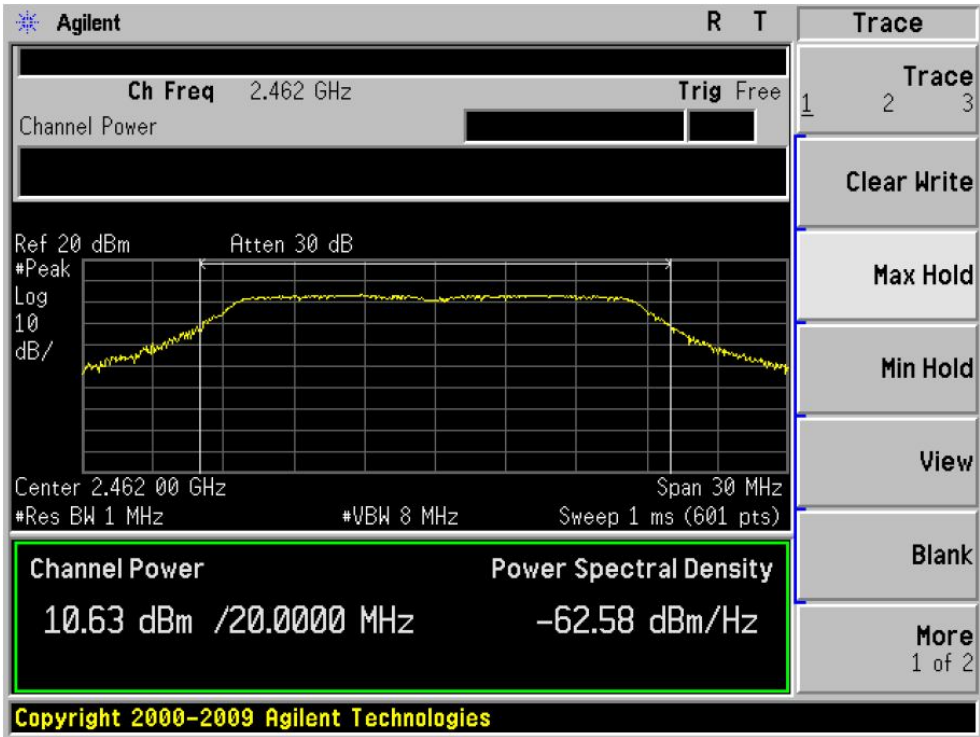 Agilent R T Trace
Ch Freq 2.462 GHz Trig Free
Channel Power
Trace
1 2 3
Clear Write
Max Hold
Min Hold
View
Blank
More
1 of 2
Ref 20 dBm Atten 30 dB
#Peak
Log
10
dB/
Center 2.462 00 GHz Span 30 MHz
#Res BW 1 MHz #VBW 8 MHz Sweep 1 ms (601 pts)
Channel Power Power Spectral Density
10.63 dBm /20.0000 MHz -62.58 dBm/Hz
Copyright 2000-2009 Agilent Technologies